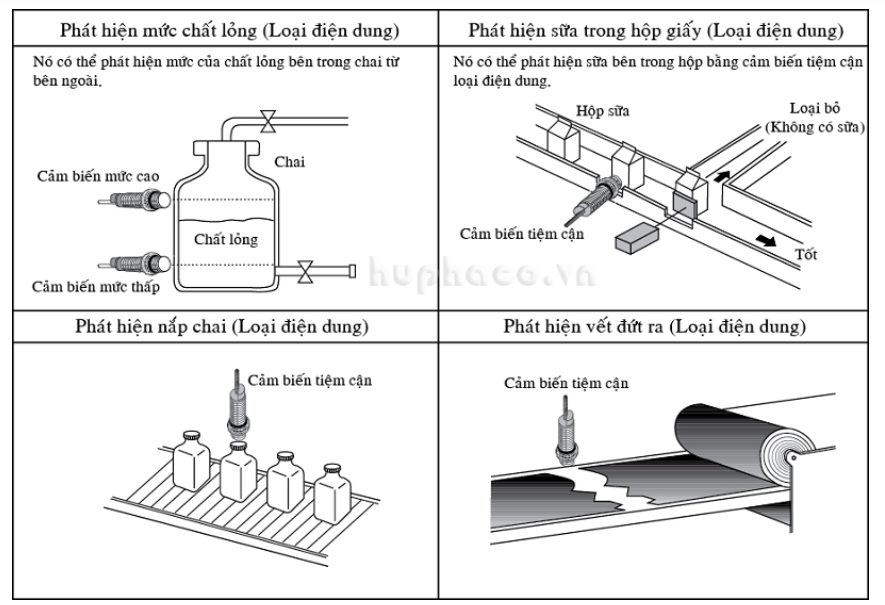 Phát hiện mức chất lỏng (Loại điện dung)
Nó có thể phát hiện mức của chất lỏng bên trong chai từ
bên ngoài.
Chai
Cảm biến mức cao
Chất lỏng
Cảm biến mức thấp
Phát hiện sữa trong hộp giấy (Loại điện dung)
Nó có thể phát hiện sữa bên trong hộp bằng cảm biến tiệm cận
loại điện dung.
Hộp sữa
Loại bỏ
(Không có sữa)
Cảm biến tiệm cận
Tốt
huphaco.vn
Phát hiện nắp chai (Loại điện dung)
Cảm biến tiệm cận
Phát hiện vết đứt ra (Loại điện dung)
Cảm biến tiệm cận